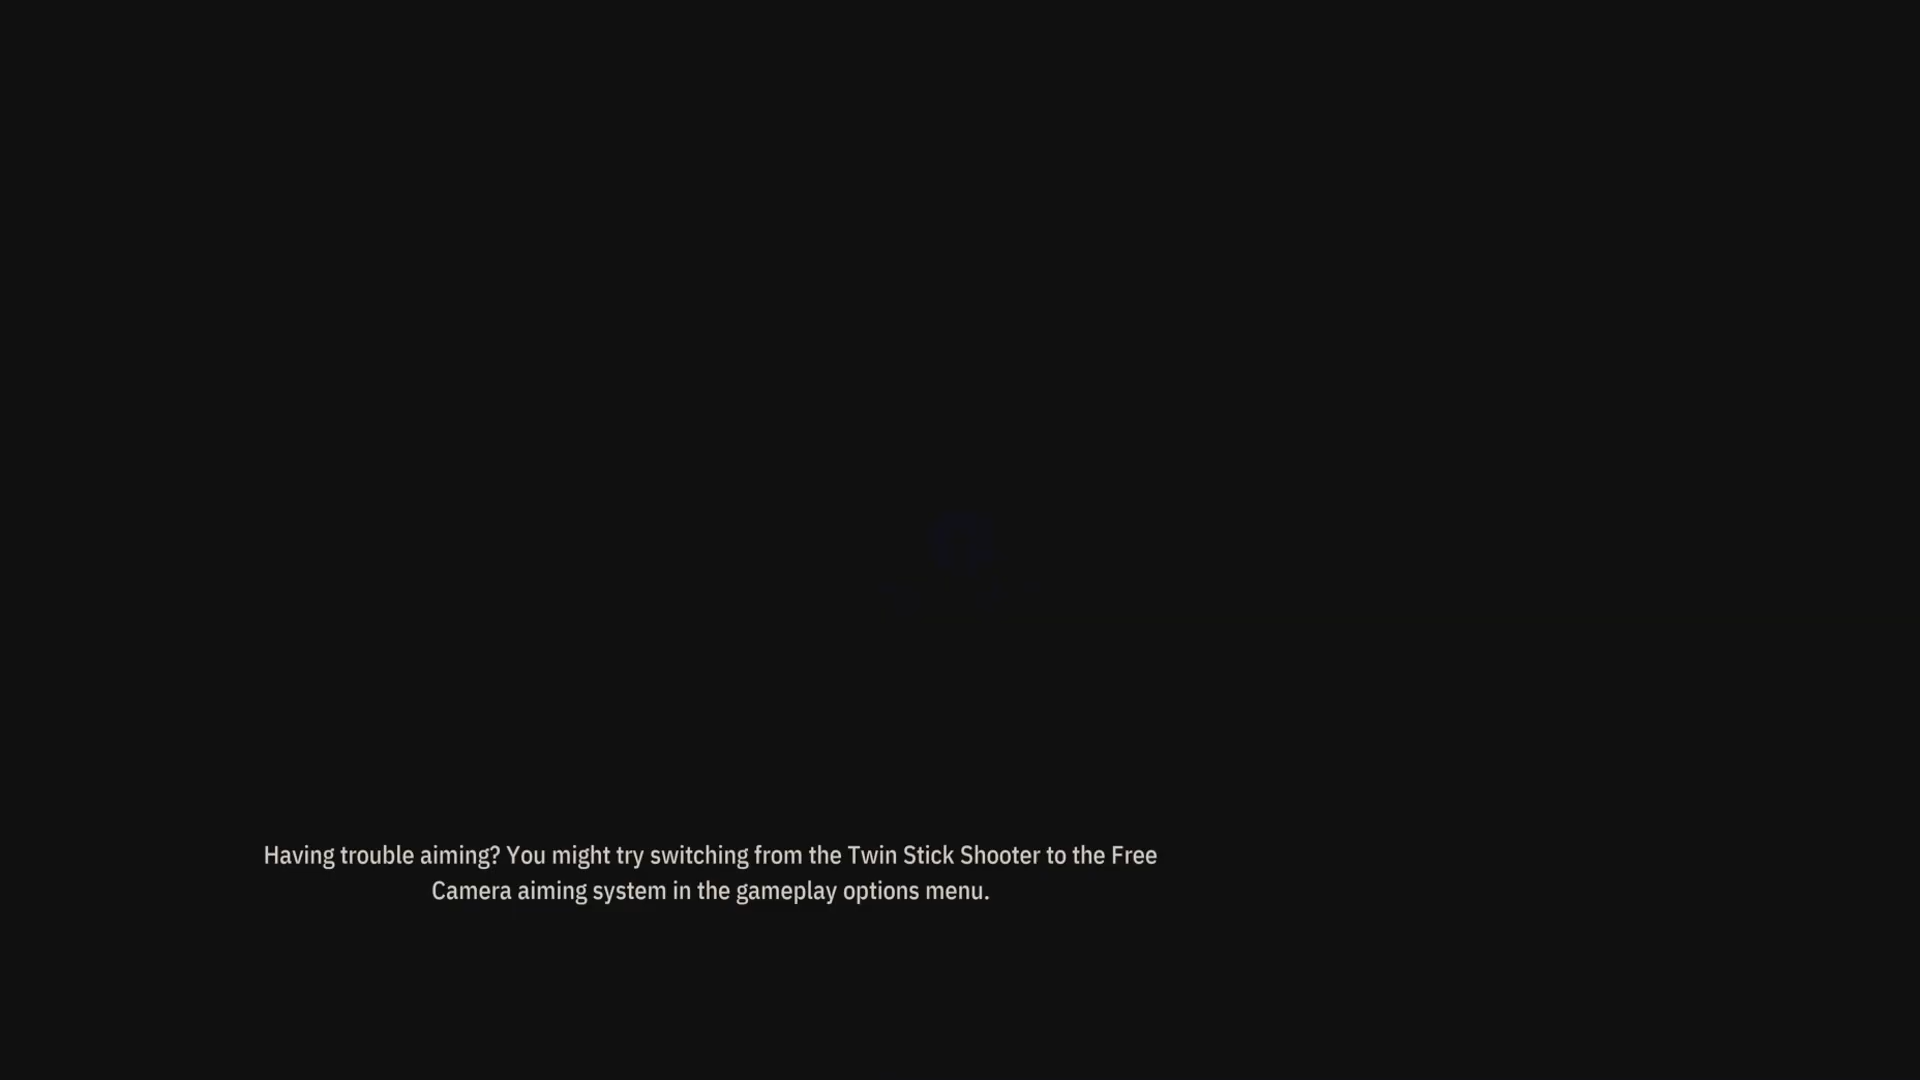 Having trouble aiming? You might try switching from the Twin Stick Shooter to the Free
Camera aiming system in the gameplay options menu.